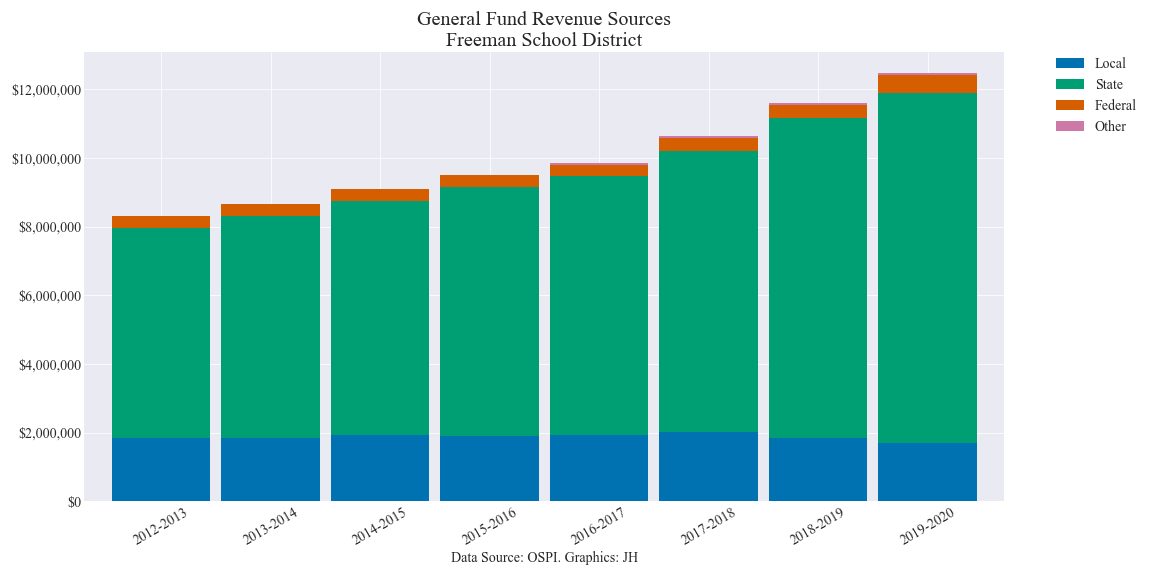 General Fund Revenue Sources
Freeman School District
Local
State
Federal
Other
$12,000,000
$10,000,000
$8,000,000
$6,000,000
$4,000,000
$2,000,000
$0
2012-2013
2013-2014
2014-2015
2015-2016
2016-2017
2017-2018
2018-2019
2019-2020
Data Source: OSPI. Graphics: JH